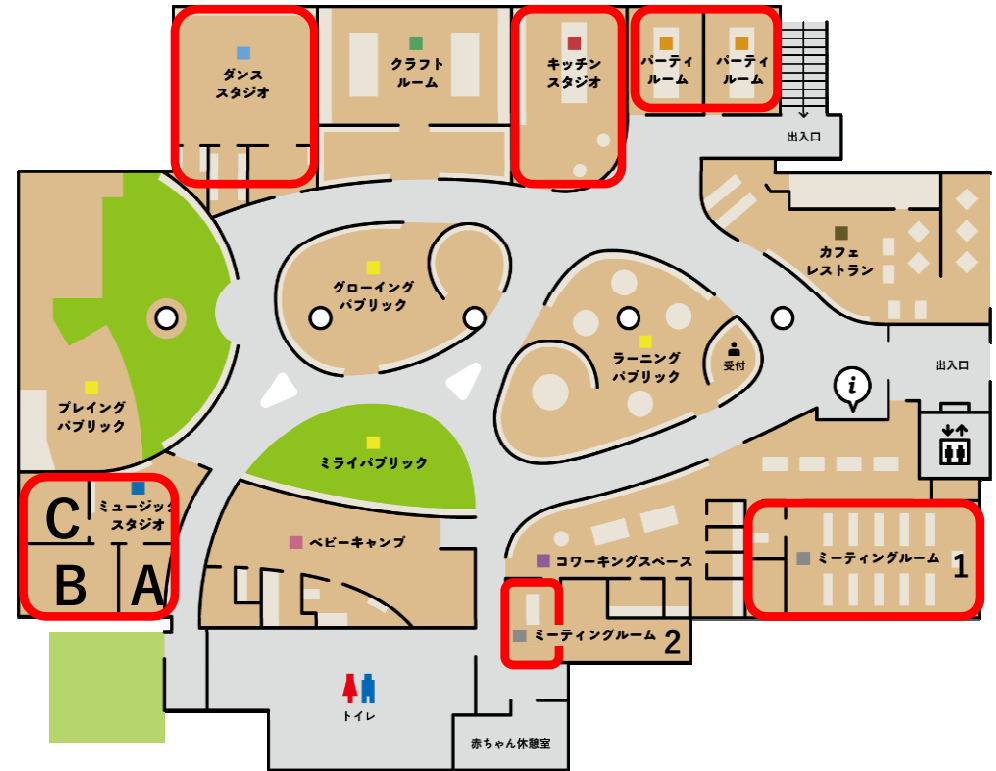 ダンス
スタジオ
クラフト
ルーム
キッチン
スタジオ
パーティ
ルーム
パーティ
ルーム
出入口
カフェ
レストラン
グローイング
パブリック
ラーニング
パブリック
受付
i
出入口
プレイング
パブリック
ミライパブリック
C
ミュージック
スタジオ
B
A
ベビーキャンプ
コワーキングスペース
ミーティングルーム 1
ミーティングルーム 2
トイレ
赤ちゃん休憩室